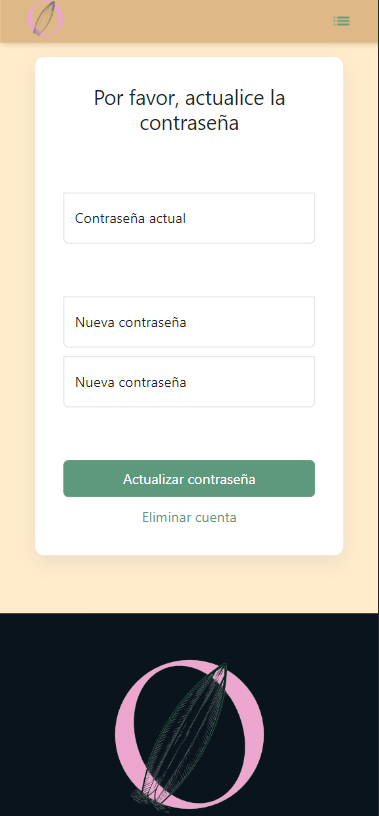 Por favor, actualice la
contraseña
Contraseña actual
Nueva contraseña
Nueva contraseña
Actualizar contraseña
Eliminar cuenta